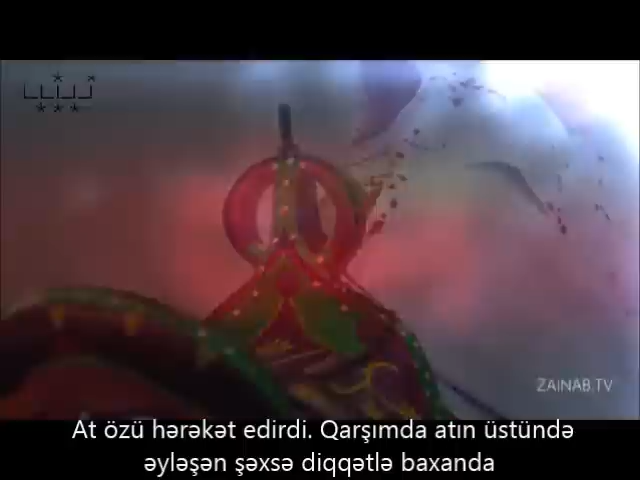 ZAINAB.TV
At özü hərəkət edirdi. Qarşımda atın üstündə
əyləşən şəxsə diqqətlə baxanda